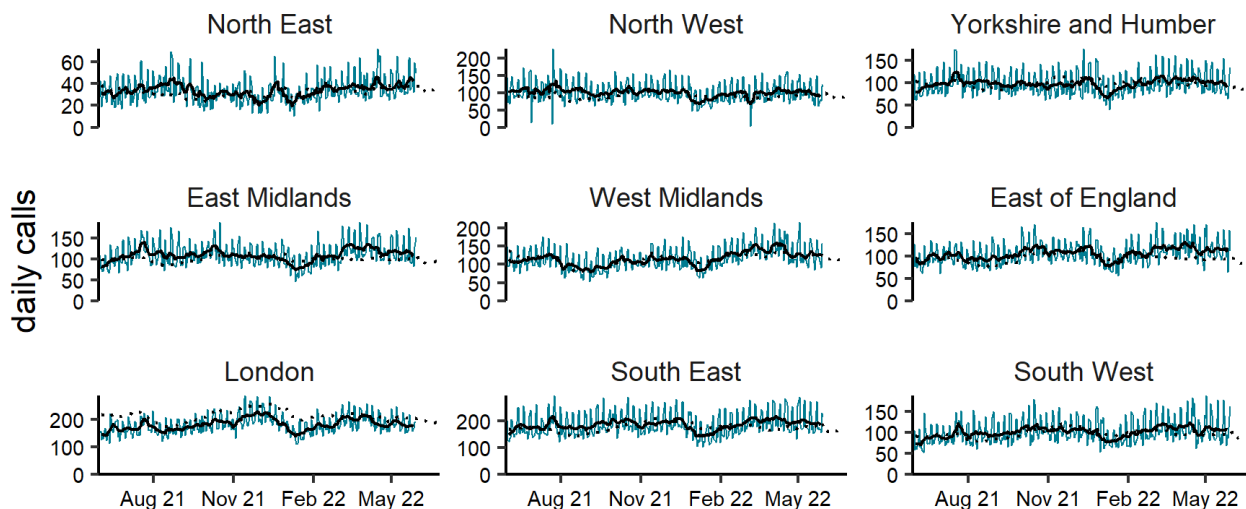 North East
North West
Yorkshire and Humber
60
40
20
0
200
150
100
50
0
150
100
50
0
daily calls
East Midlands
West Midlands
East of England
150
100
50
0
200
150
100
50
0
150
100
50
0
London
South East
South West
200
100
0
200
100
0
150
100
50
0
Aug 21 Nov 21 Feb 22 May 22
Aug 21 Nov 21 Feb 22 May 22
Aug 21 Nov 21 Feb 22 May 22